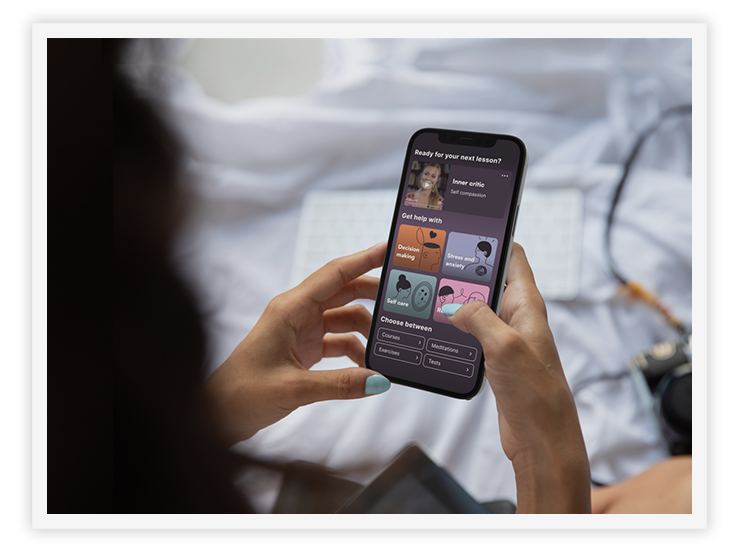 Ready for your next lesson?
Inner critic
Self compassion
Get help with
Decision
making
Stress and
anxiety
Self care
Choose between
Courses
Meditations
Exercises
Tests